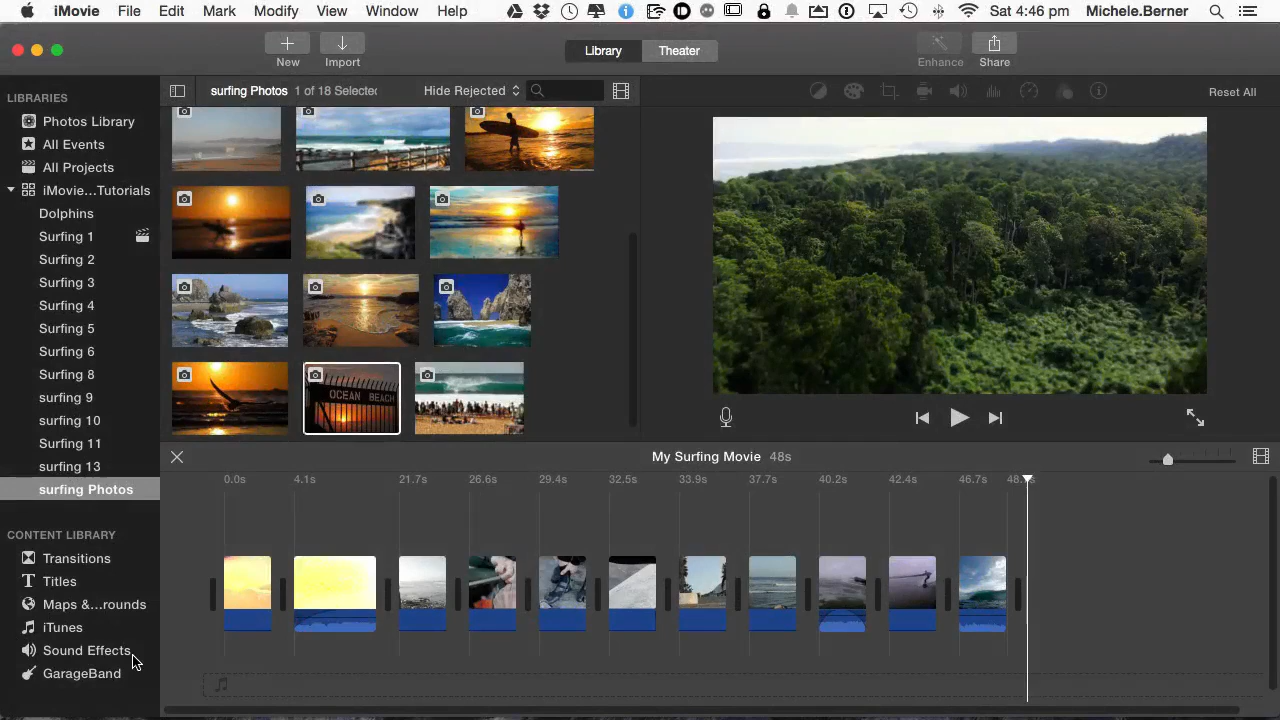 iMovie File Edit Mark Modify View Window Help Sat 4:46 pm Michele.Berner
New Import Library Theater Enhance Share
LIBRARIES
surfing Photos 1 of 18 Selected Hide Rejected Reset All
Photos Library
All Events
All Projects
iMovie...Tutorials
Dolphins
Surfing 1
Surfing 2
Surfing 3
Surfing 4
Surfing 5
Surfing 6
Surfing 8
surfing 9
surfing 10
Surfing 11
surfing 13
surfing Photos
OCEAN BEACH
My Surfing Movie 48s
0.0s 4.1s 21.7s 26.6s 29.4s 32.5s 33.9s 37.7s 40.2s 42.4s 46.7s
CONTENT LIBRARY
Transitions
Titles
Maps &...rounds
iTunes
Sound Effects
GarageBand